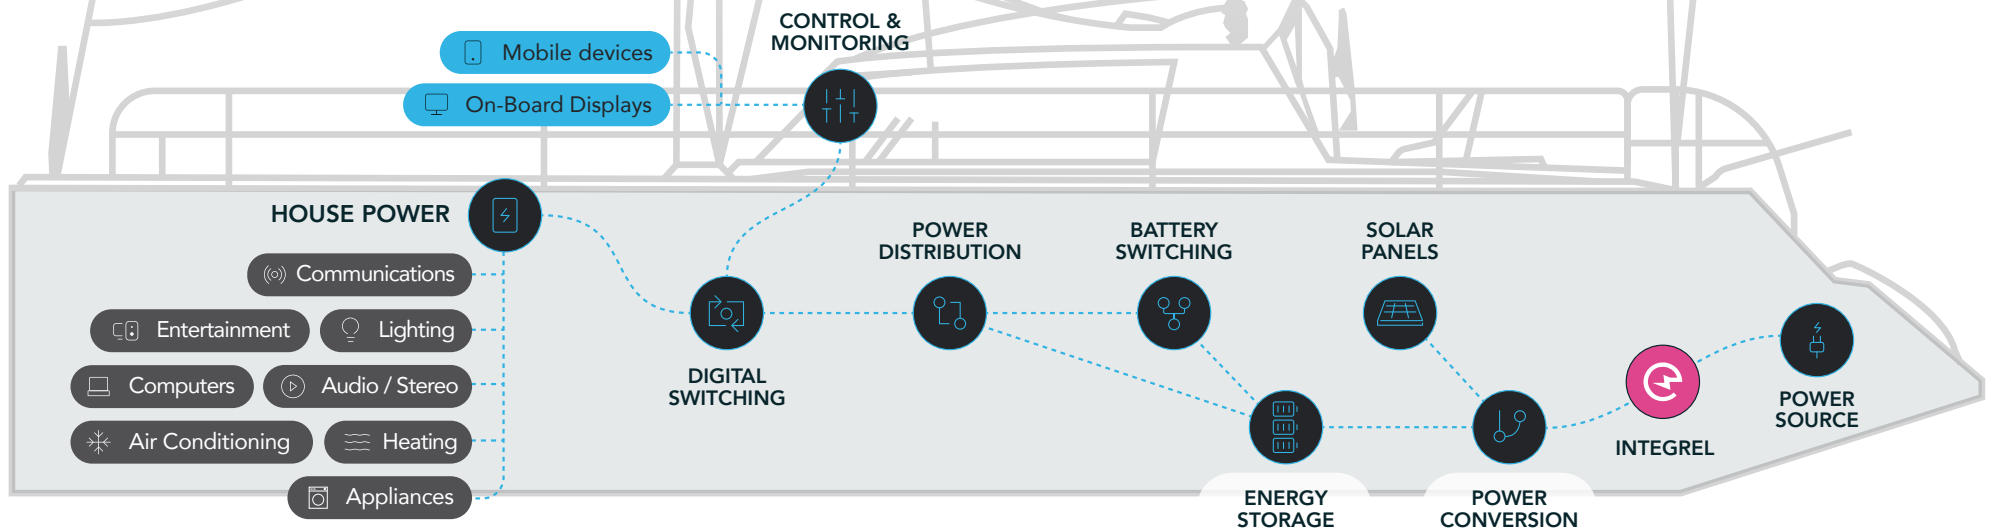 CONTROL &
MONITORING
Mobile devices
On-Board Displays
HOUSE POWER
Communications
Entertainment
Lighting
Computers
Audio / Stereo
Air Conditioning
Heating
Appliances
DIGITAL
SWITCHING
POWER
DISTRIBUTION
BATTERY
SWITCHING
SOLAR
PANELS
ENERGY
STORAGE
POWER
CONVERSION
INTEGREL
POWER
SOURCE